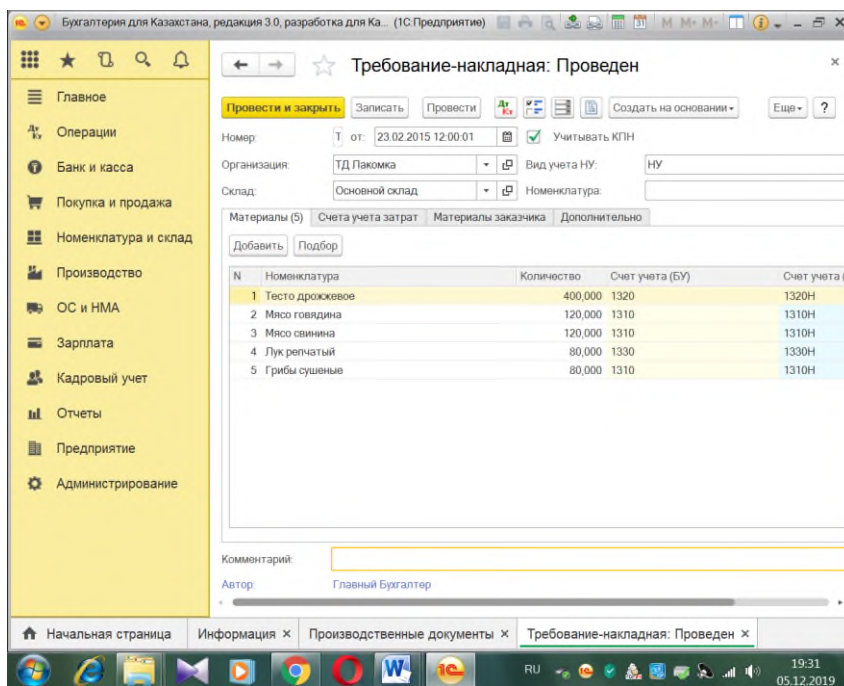 Бухгалтерия для Казахстана, редакция 3.0, разработка для Ка... (1С:Предприятие) M M+ M-
Требование-накладная: Проведен
Главное
Операции
Банк и касса
Покупка и продажа
Номенклатура и склад
Производство
ОС и НМА
Зарплата
Кадровый учет
Отчеты
Предприятие
Администрирование
Провести и закрыть Записать Провести Создать на основании Еще ?
Номер: Т от: 23.02.2015 12:00:01 Учитывать КПН
Организация: ТД Лакомка Вид учета НУ: НУ
Склад: Основной склад Номенклатура:
Материалы (5) Счета учета затрат Материалы заказчика Дополнительно
Добавить Подбор
N Номенклатура Количество Счет учета (БУ) Счет учета (
1 Тесто дрожжевое 400,000 1320 1320Н
2 Мясо говядина 120,000 1310 1310Н
3 Мясо свинина 120,000 1310 1310Н
4 Лук репчатый 80,000 1330 1330Н
5 Грибы сушеные 80,000 1310 1310Н
Комментарий:
Автор: Главный Бухгалтер
Начальная страница Информация × Производственные документы × Требование-накладная: Проведен ×
RU 19:31
05.12.2019